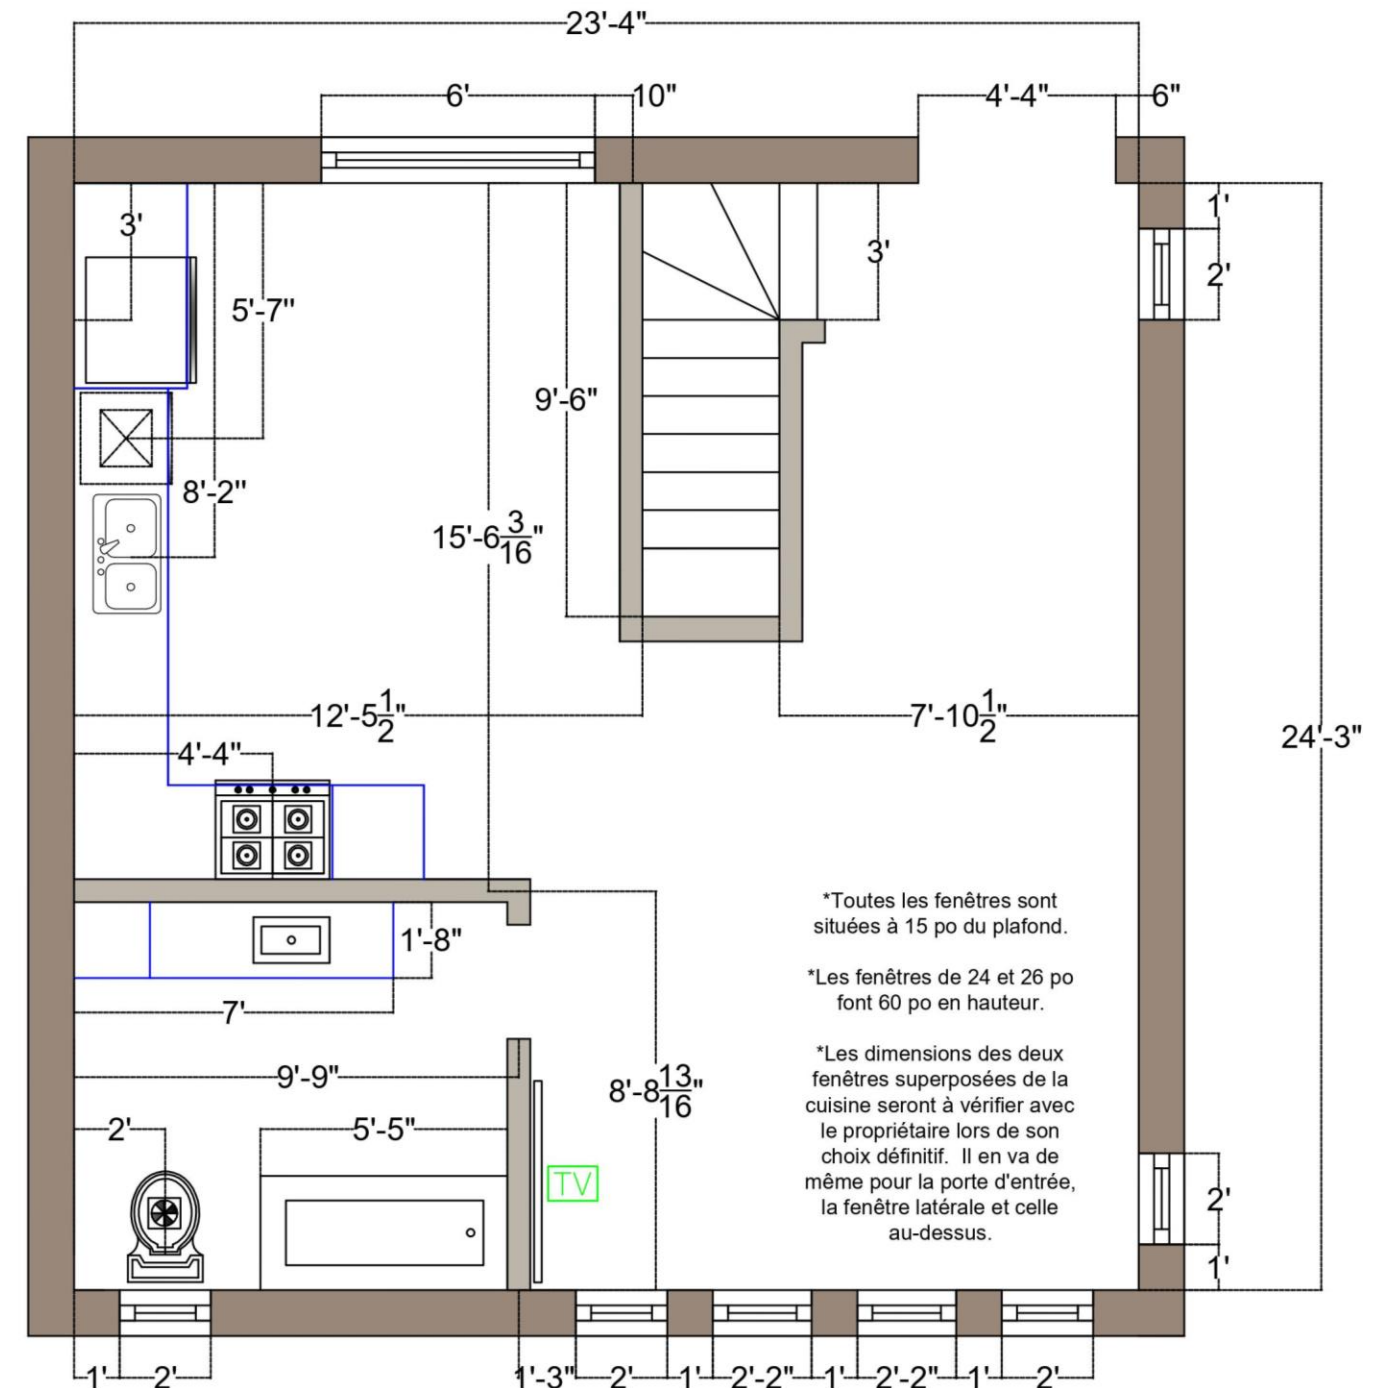 23'-4"
6'
10"
4'-4"
6"
1'
3'
3'
2'
5'-7"
9'-6"
8'-2"
15'-6 3/16"
12'-5 1/2"
7'-10 1/2"
24'-3"
4'-4"
*Toutes les fenêtres sont
situées à 15 po du plafond.
1'-8"
*Les fenêtres de 24 et 26 po
font 60 po en hauteur.
7'
*Les dimensions des deux
fenêtres superposées de la
cuisine seront à vérifier avec
le propriétaire lors de son
choix définitif. Il en va de
même pour la porte d'entrée,
la fenêtre latérale et celle
au-dessus.
9'-9"
8'-8 13/16"
2'
5'-5"
TV
2'
1'
1'
2'
1'-3"
2'
1'
2'-2"
1'
2'-2"
1'
2'